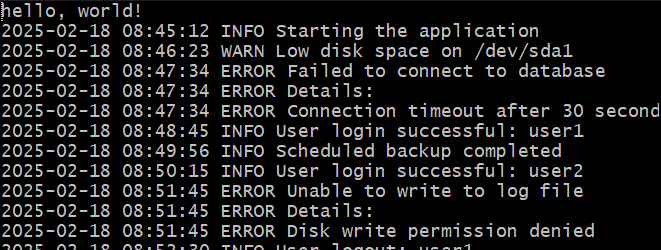 hello, world!
2025-02-18 08:45:12 INFO Starting the application
2025-02-18 08:46:23 WARN Low disk space on /dev/sda1
2025-02-18 08:47:34 ERROR Failed to connect to database
2025-02-18 08:47:34 ERROR Details:
2025-02-18 08:47:34 ERROR Connection timeout after 30 second
2025-02-18 08:48:45 INFO User login successful: user1
2025-02-18 08:49:56 INFO Scheduled backup completed
2025-02-18 08:50:15 INFO User login successful: user2
2025-02-18 08:51:45 ERROR Unable to write to log file
2025-02-18 08:51:45 ERROR Details:
2025-02-18 08:51:45 ERROR Disk write permission denied
2025-02-18 08:52:30 INFO User logout: user1